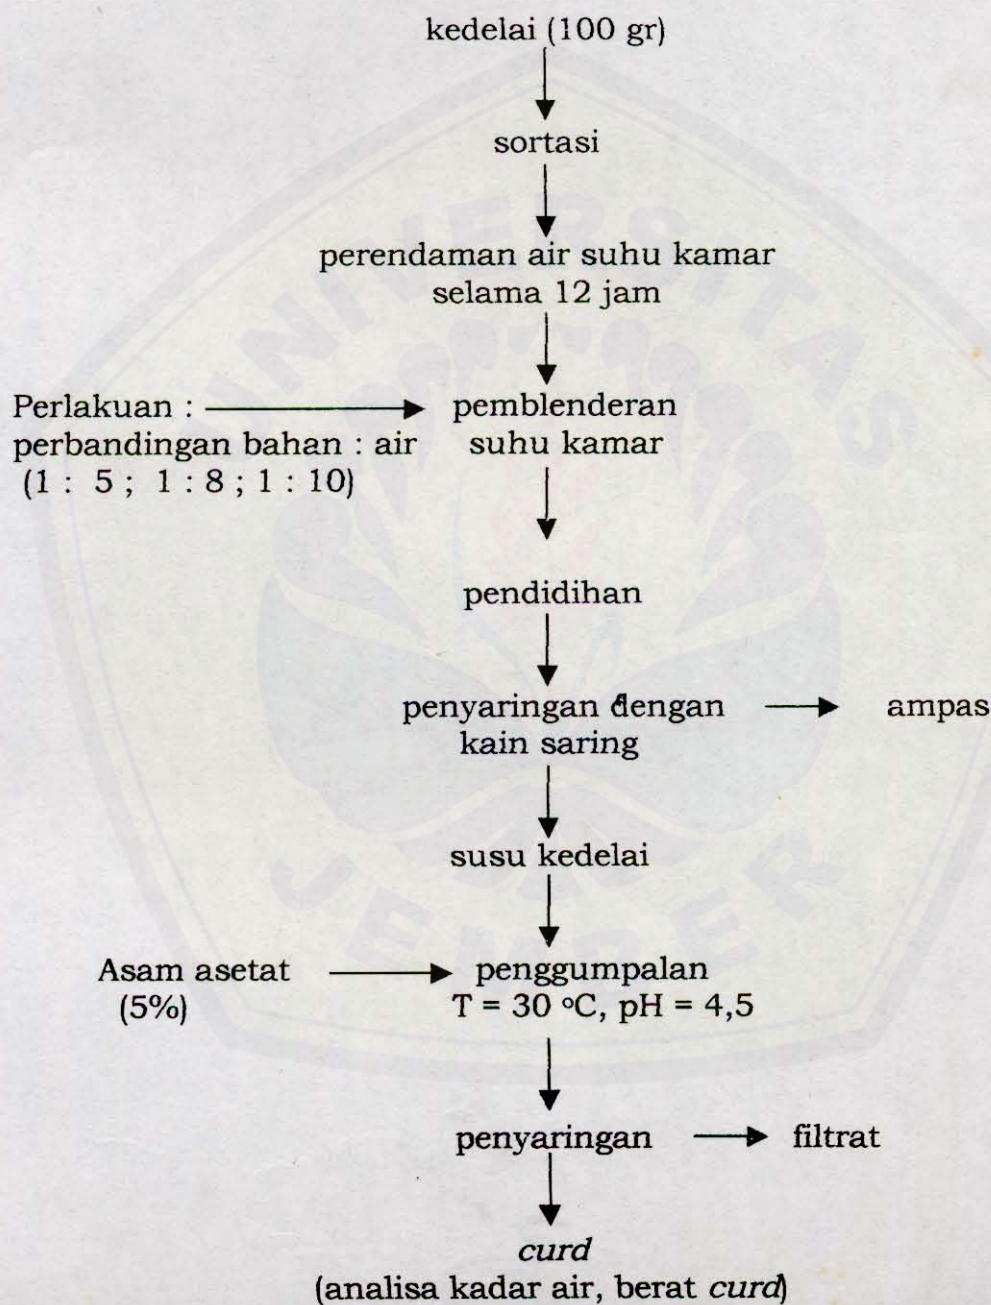 kedelai (100 gr)
sortasi
perendaman air suhu kamar
selama 12 jam
Perlakuan :
perbandingan bahan : air
(1 : 5 ; 1 : 8 ; 1 : 10)
pemblenderan
suhu kamar
pendidihan
penyaringan dengan
kain saring
ampas
susu kedelai
Asam asetat
(5%)
penggumpalan
T = 30 °C, pH = 4,5
penyaringan
filtrat
curd
(analisa kadar air, berat curd)
UNIVERSITAS
JEMBER